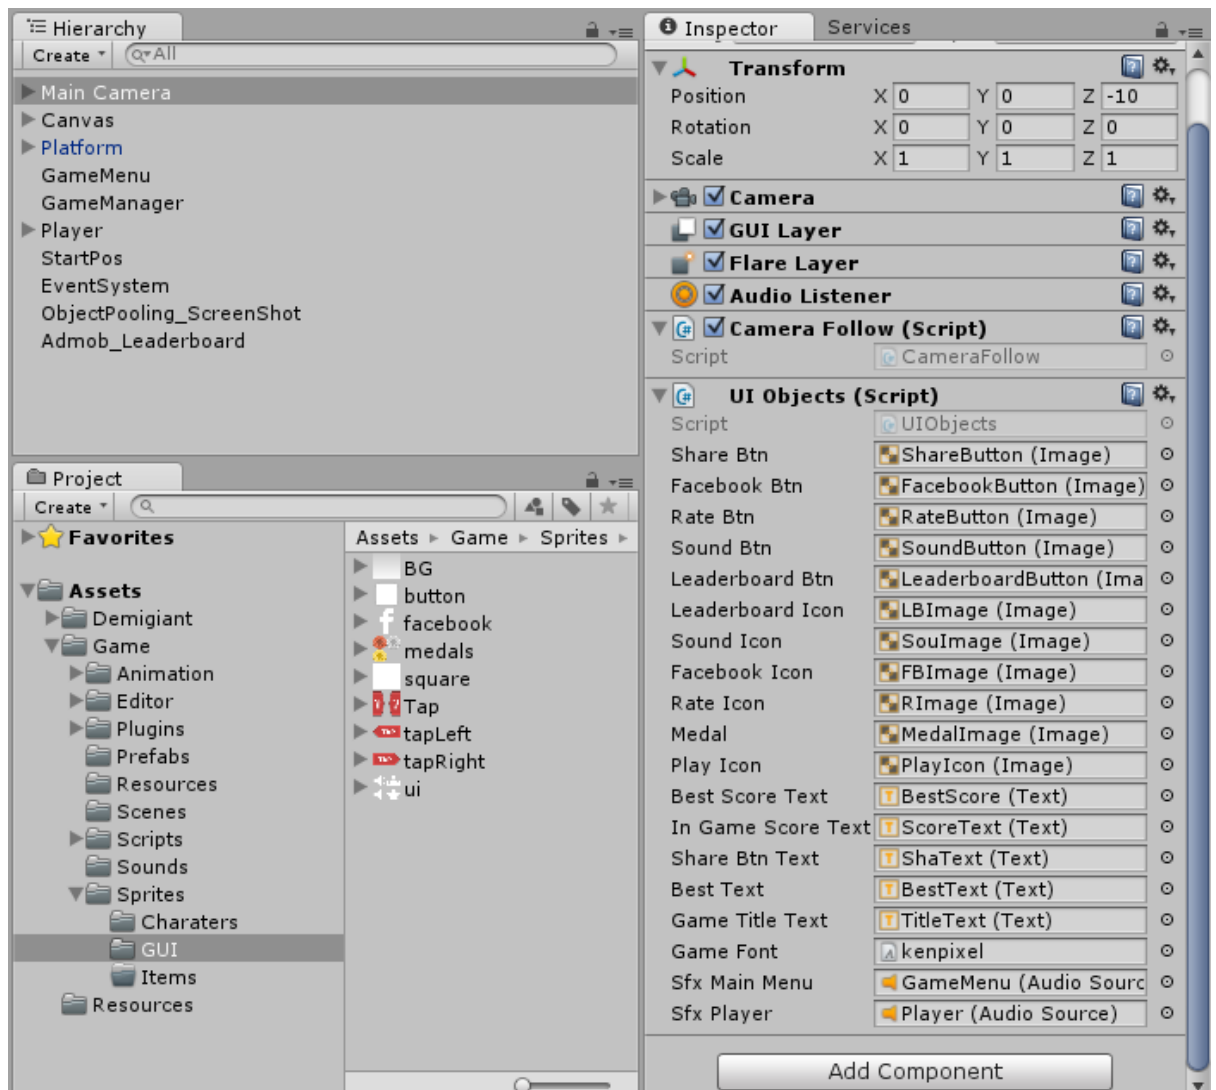 Hierarchy
Create
All
Main Camera
Canvas
Platform
GameMenu
GameManager
Player
StartPos
EventSystem
ObjectPooling_ScreenShot
Admob_Leaderboard
Project
Create
Favorites
Assets
Demigiant
Game
Animation
Editor
Plugins
Prefabs
Resources
Scenes
Scripts
Sounds
Sprites
Charaters
GUI
Items
Resources
Assets Game Sprites
BG
button
facebook
medals
square
Tap
tapLeft
tapRight
ui
Inspector Services
Transform
Position X 0 Y 0 Z -10
Rotation X 0 Y 0 Z 0
Scale X 1 Y 1 Z 1
Camera
GUI Layer
Flare Layer
Audio Listener
Camera Follow (Script)
Script CameraFollow
UI Objects (Script)
Script UIObjects
Share Btn ShareButton (Image)
Facebook Btn FacebookButton (Image)
Rate Btn RateButton (Image)
Sound Btn SoundButton (Image)
Leaderboard Btn LeaderboardButton (Ima
Leaderboard Icon LBImage (Image)
Sound Icon SouImage (Image)
Facebook Icon FBImage (Image)
Rate Icon RImage (Image)
Medal MedalImage (Image)
Play Icon PlayIcon (Image)
Best Score Text BestScore (Text)
In Game Score Text ScoreText (Text)
Share Btn Text ShaText (Text)
Best Text BestText (Text)
Game Title Text TitleText (Text)
Game Font kenpixel
Sfx Main Menu GameMenu (Audio Sourc
Sfx Player Player (Audio Source)
Add Component